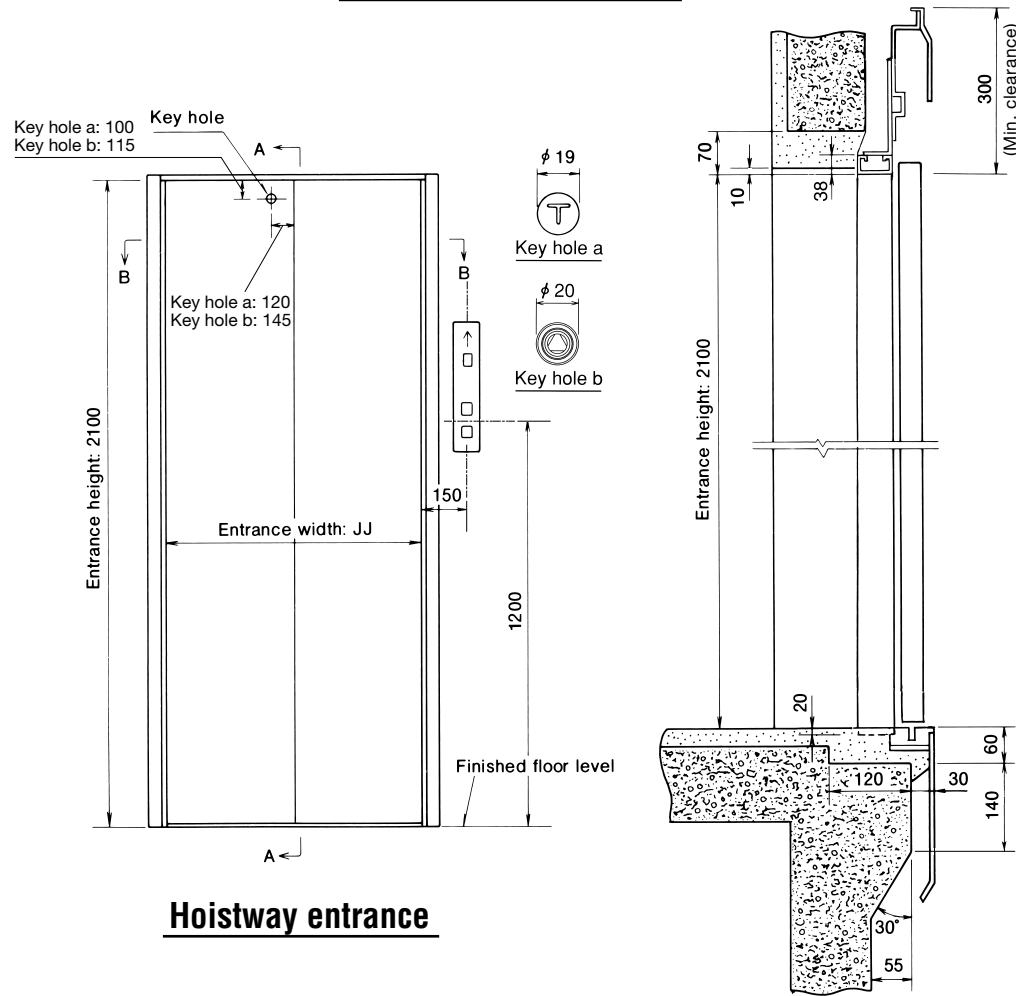 Key hole a: 100
Key hole b: 115
Key hole
A
B
B
Key hole a: 120
Key hole b: 145
ϕ 19
Key hole a
ϕ 20
Key hole b
Entrance height: 2100
Entrance width: JJ
150
1200
Finished floor level
A
Hoistway entrance
300
(Min. clearance)
70
10
38
Entrance height: 2100
20
60
120
30
140
30°
55